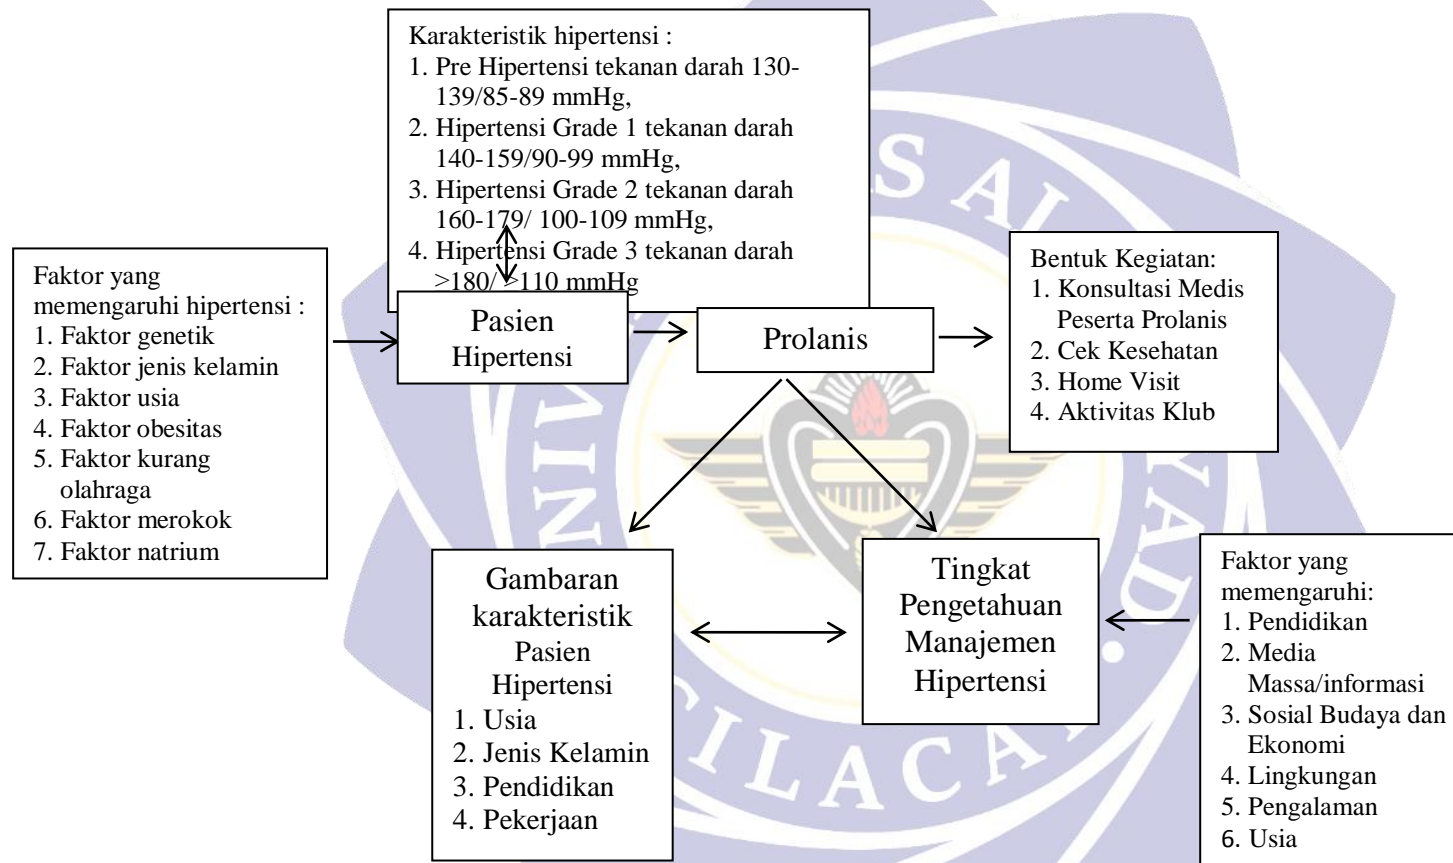 Karakteristik hipertensi :
1. Pre Hipertensi tekanan darah 130-
139/85-89 mmHg,
2. Hipertensi Grade 1 tekanan darah
140-159/90-99 mmHg,
3. Hipertensi Grade 2 tekanan darah
160-179/ 100-109 mmHg,
4. Hipertensi Grade 3 tekanan darah
>180/ >110 mmHg
Faktor yang
memengaruhi hipertensi :
1. Faktor genetik
2. Faktor jenis kelamin
3. Faktor usia
4. Faktor obesitas
5. Faktor kurang
olahraga
6. Faktor merokok
7. Faktor natrium
Pasien
Hipertensi
Prolanis
Bentuk Kegiatan:
1. Konsultasi Medis
Peserta Prolanis
2. Cek Kesehatan
3. Home Visit
4. Aktivitas Klub
Gambaran
karakteristik
Pasien
Hipertensi
1. Usia
2. Jenis Kelamin
3. Pendidikan
4. Pekerjaan
Tingkat
Pengetahuan
Manajemen
Hipertensi
Faktor yang
memengaruhi:
1. Pendidikan
2. Media
Massa/informasi
3. Sosial Budaya dan
Ekonomi
4. Lingkungan
5. Pengalaman
6. Usia